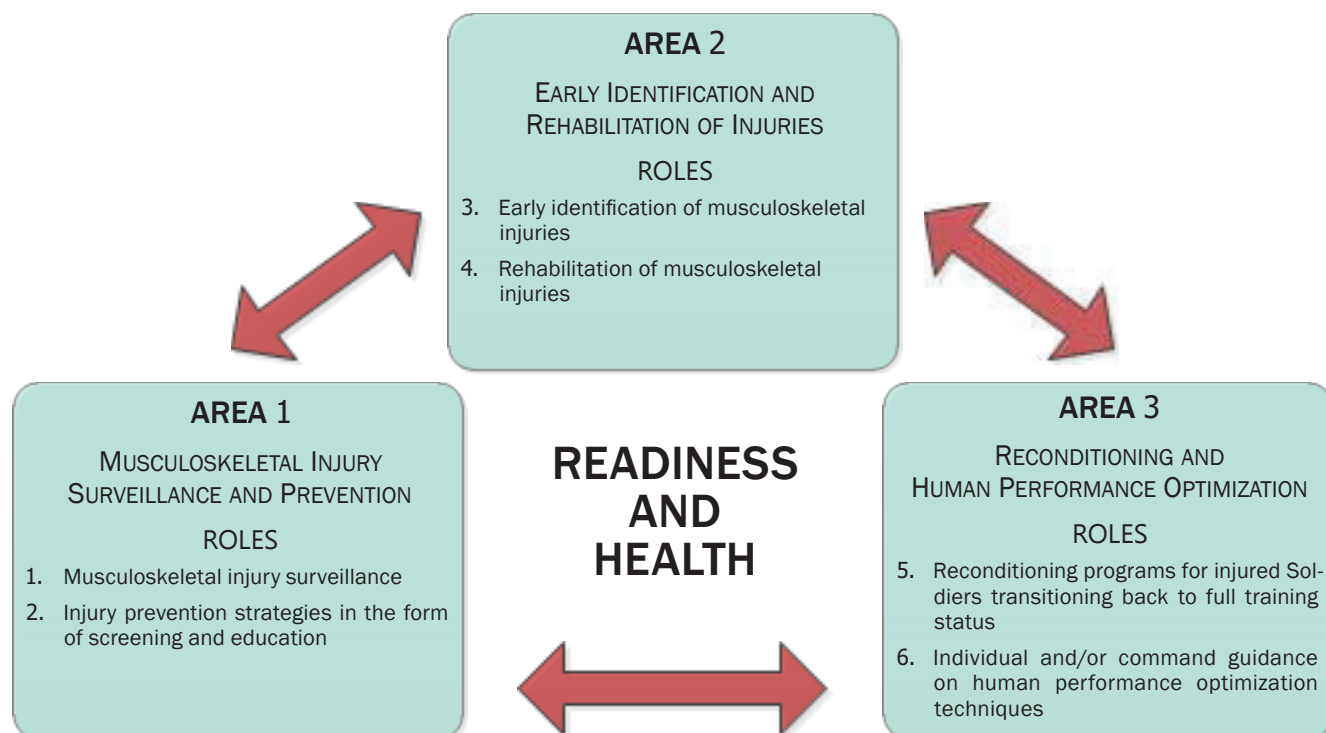 AREA 2
EARLY IDENTIFICATION AND
REHABILITATION OF INJURIES
ROLES
3. Early identification of musculoskeletal
injuries
4. Rehabilitation of musculoskeletal
injuries
AREA 1
MUSCULOSKELETAL INJURY
SURVEILLANCE AND PREVENTION
ROLES
1. Musculoskeletal injury surveillance
2. Injury prevention strategies in the form
of screening and education
READINESS
AND
HEALTH
AREA 3
RECONDITIONING AND
HUMAN PERFORMANCE OPTIMIZATION
ROLES
5. Reconditioning programs for injured Sol-
diers transitioning back to full training
status
6. Individual and/or command guidance
on human performance optimization
techniques